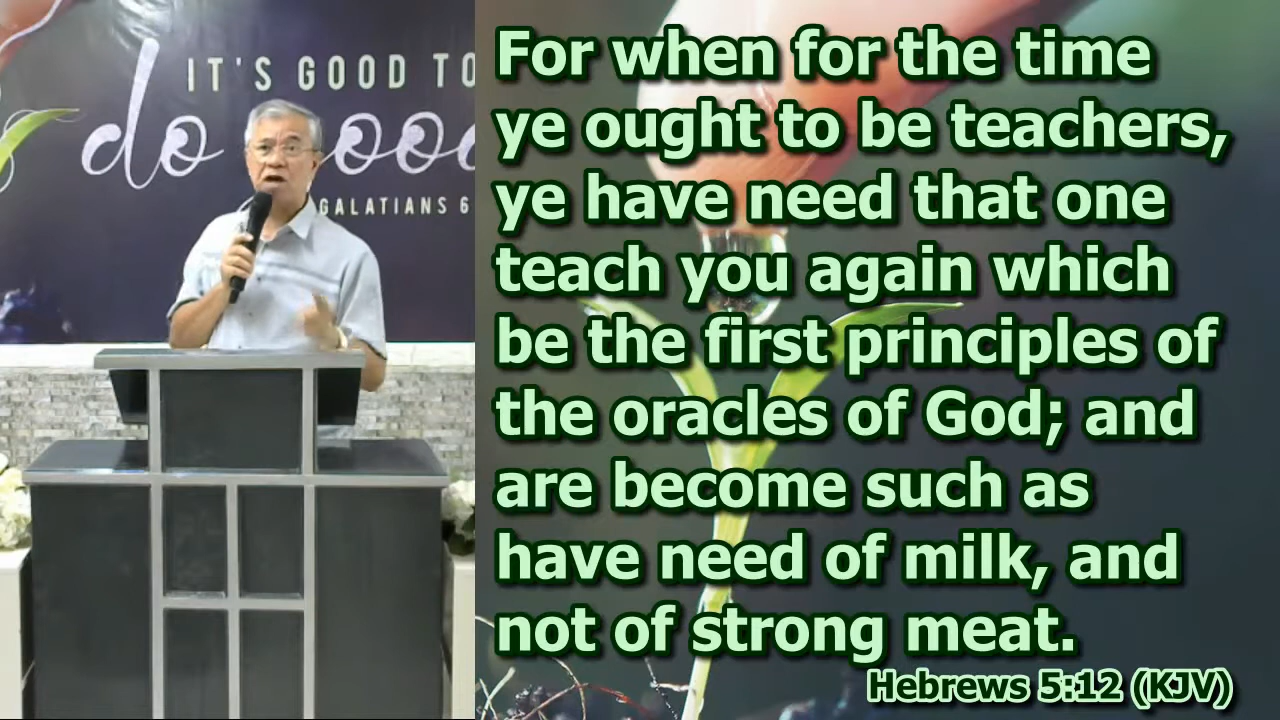 IT'S GOOD TO
do good
GALATIANS 6
For when for the time
ye ought to be teachers,
ye have need that one
teach you again which
be the first principles of
the oracles of God; and
are become such as
have need of milk, and
not of strong meat.
Hebrews 5:12 (KJV)